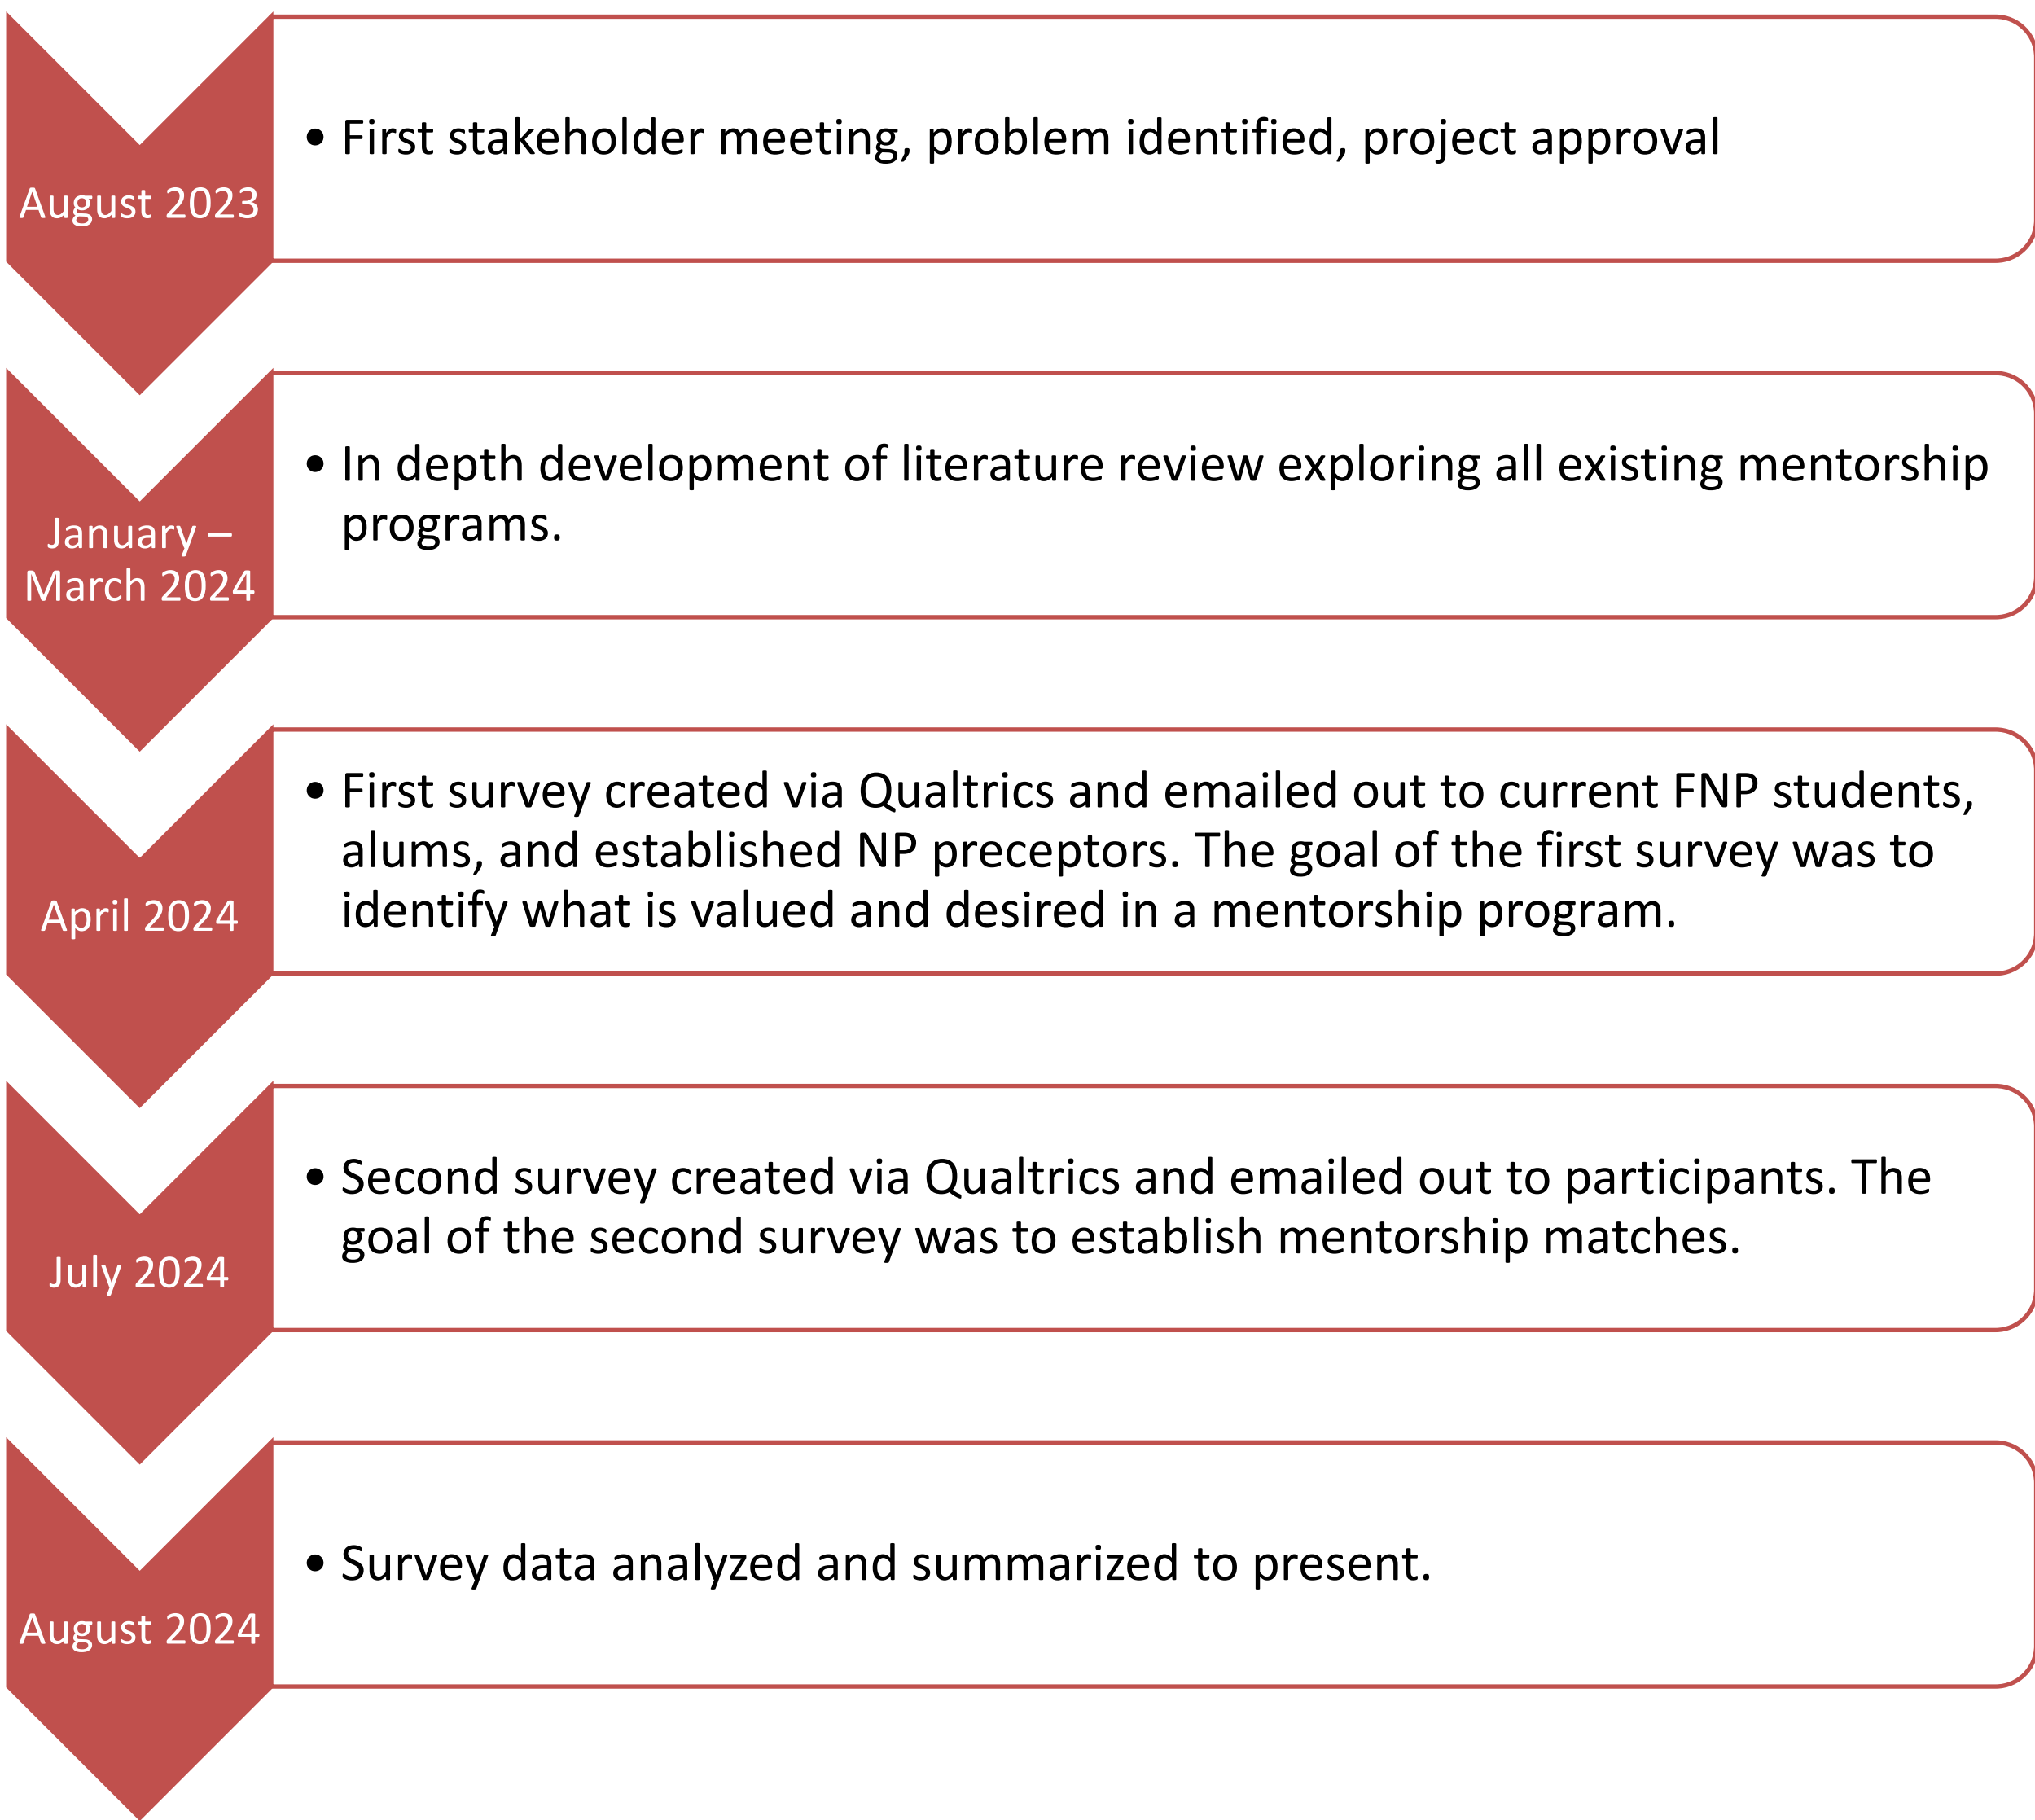 August 2023
• First stakeholder meeting, problem identified, project approval
January –
March 2024
• In depth development of literature review exploring all existing mentorship
programs.
April 2024
• First survey created via Qualtrics and emailed out to current FNP students,
alums, and established NP preceptors. The goal of the first survey was to
identify what is valued and desired in a mentorship program.
July 2024
• Second survey created via Qualtrics and emailed out to participants. The
goal of the second survey was to establish mentorship matches.
August 2024
• Survey data analyzed and summarized to present.